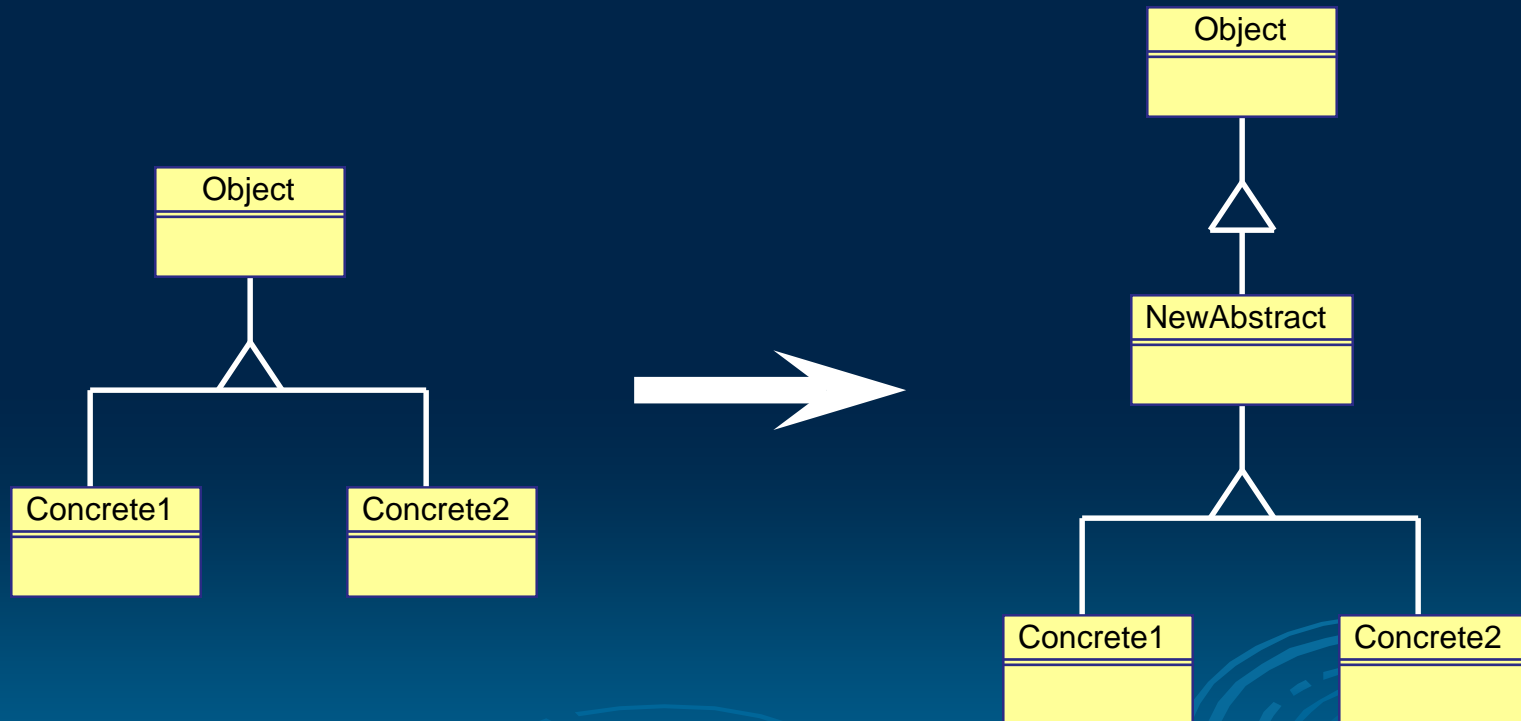 Object
Concrete1
Concrete2
Object
NewAbstract
Concrete1
Concrete2